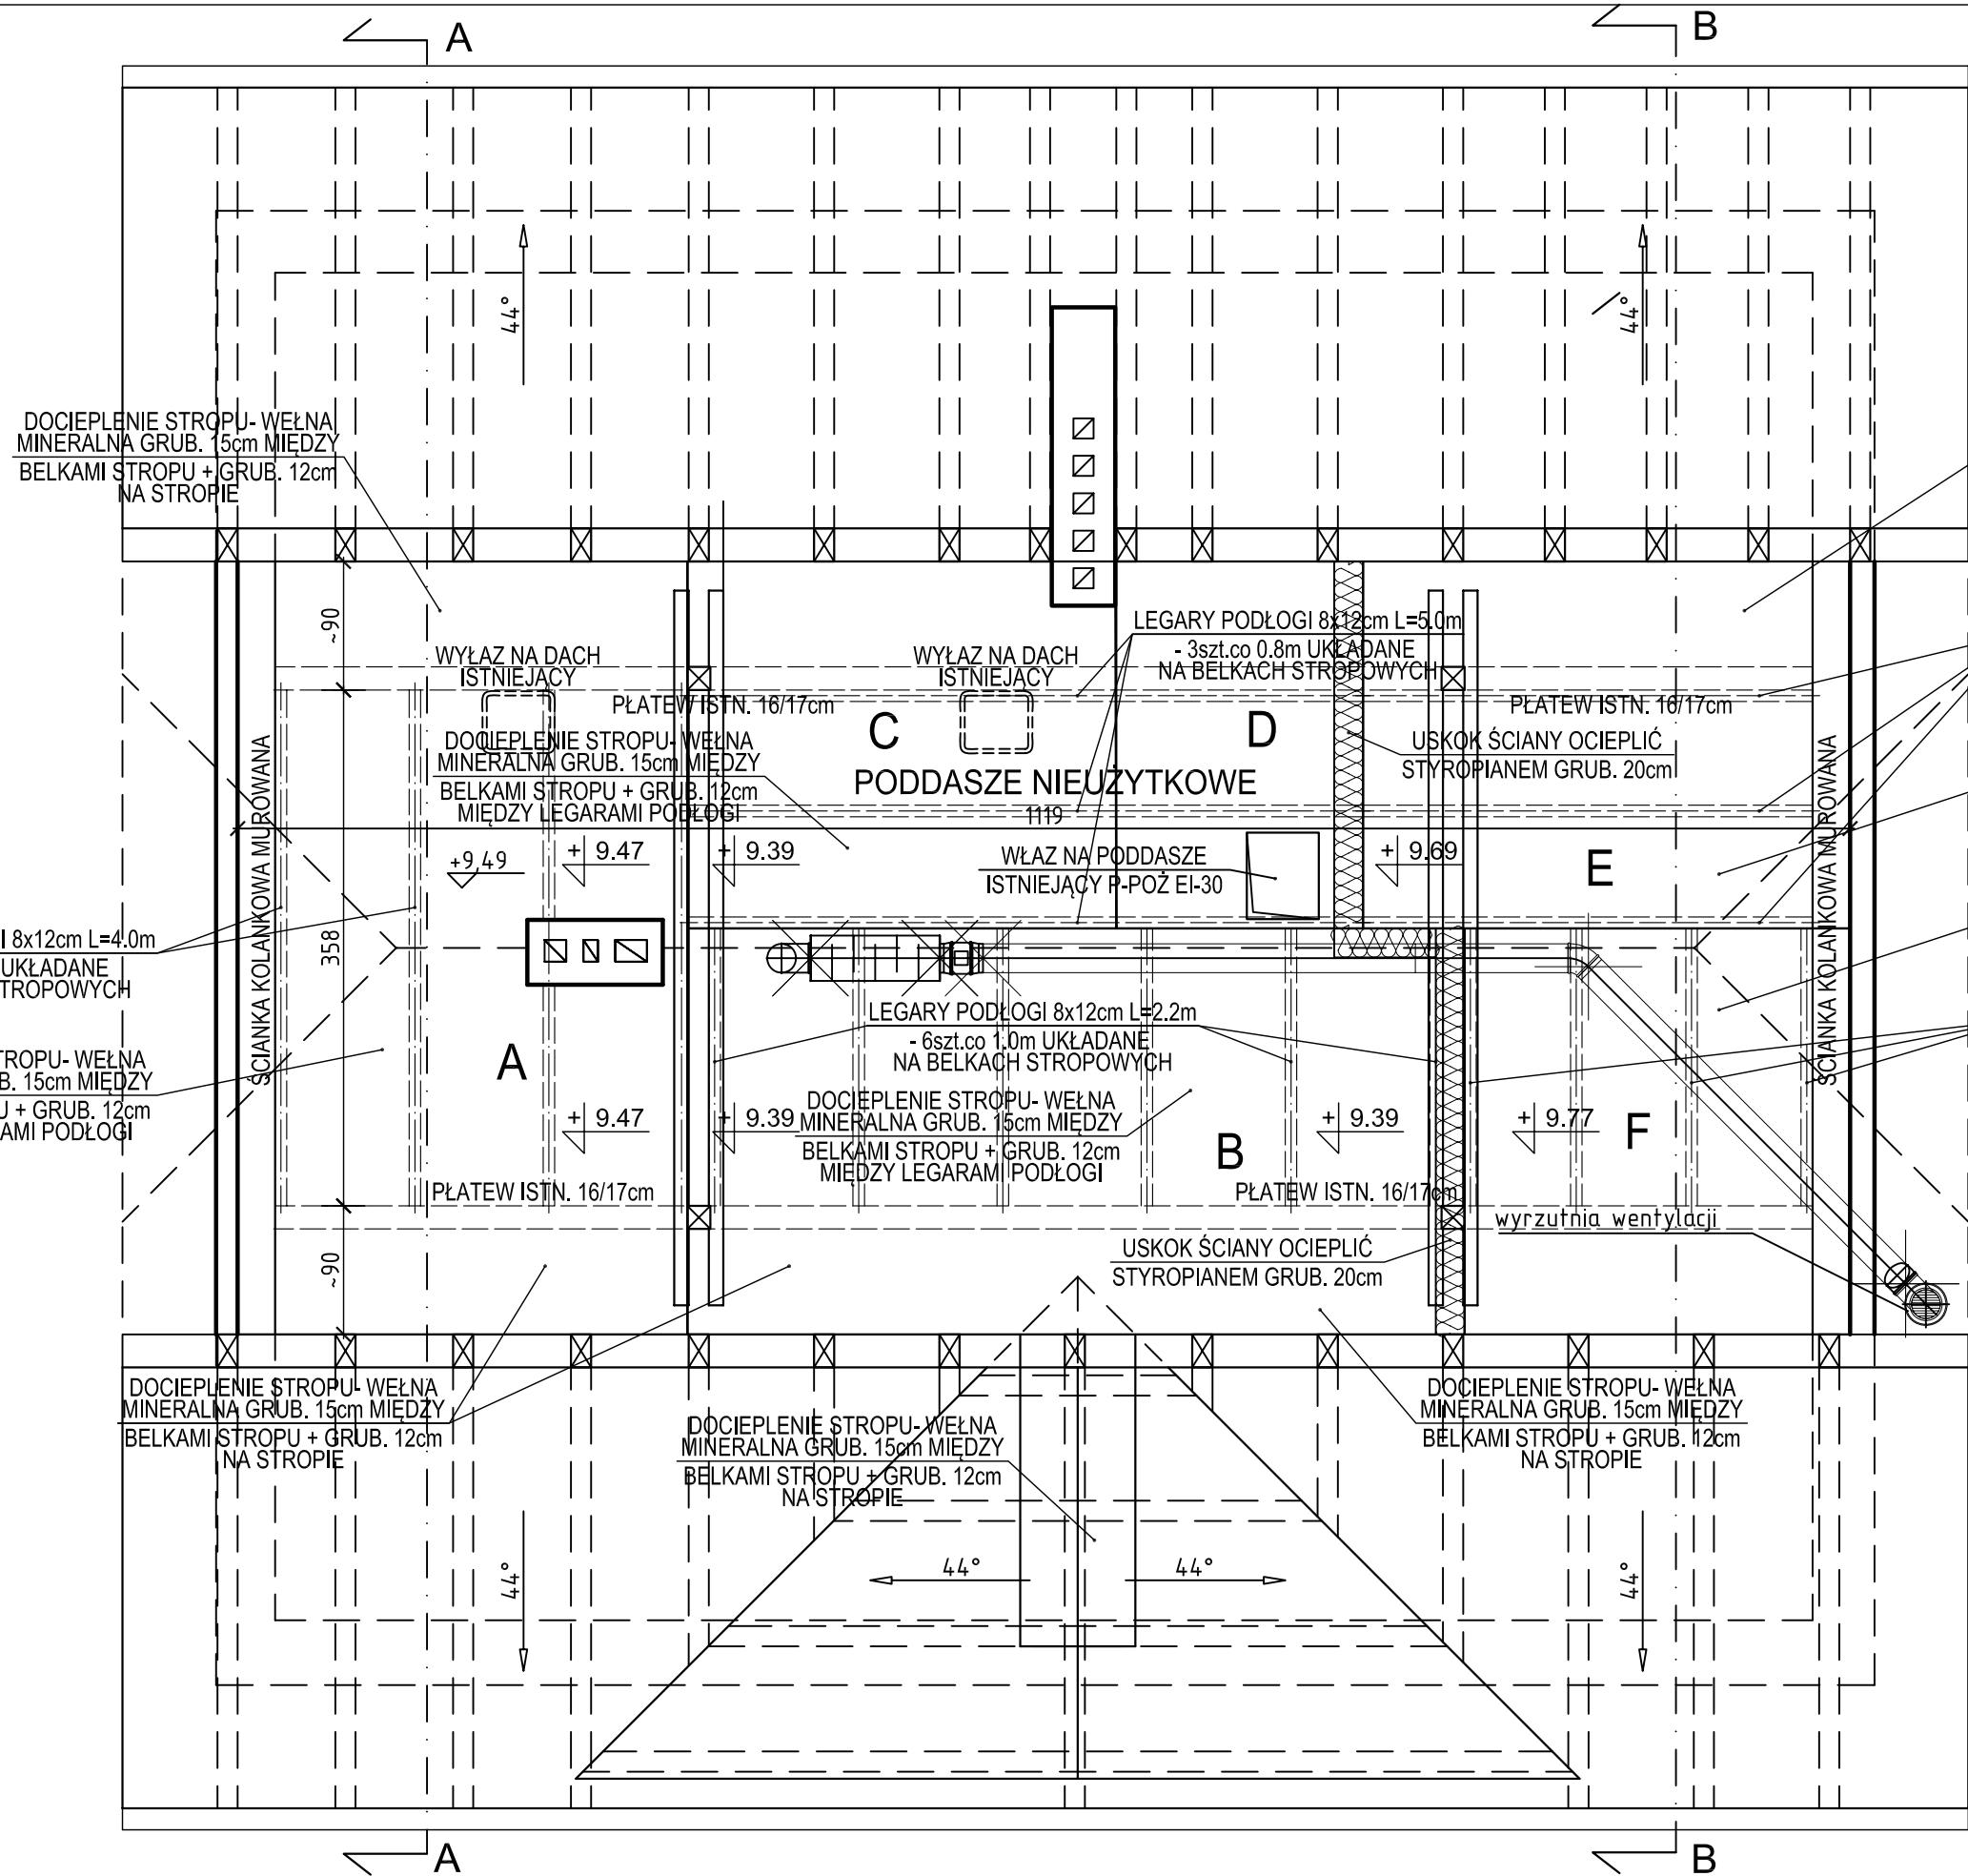 A
B
44°
44°
DOCIEPLENIE STROPU- WEŁNA
MINERALNA GRUB. 15cm MIĘDZY
BELKAMI STROPU + GRUB. 12cm
NA STROPIE
~90
WYŁAZ NA DACH
ISTNIEJĄCY
WYŁAZ NA DACH
ISTNIEJĄCY
LEGARY PODŁOGI 8x12cm L=5.0m
- 3szt.co 0.8m UKŁADANE
NA BELKACH STROPOWYCH
PŁATEW ISTN. 16/17cm
PŁATEW ISTN. 16/17cm
C
D
USKOK ŚCIANY OCIEPLIĆ
STYROPIANEM GRUB. 20cm
DOCIEPLENIE STROPU- WEŁNA
MINERALNA GRUB. 15cm MIĘDZY
BELKAMI STROPU + GRUB. 12cm
MIĘDZY LEGARAMI PODŁOGI
PODDASZE NIEUŻYTKOWE
1119
ŚCIANKA KOLANKOWA MUROWANA
ŚCIANKA KOLANKOWA MUROWANA
+9,49
+ 9.47
+ 9.39
WŁAZ NA PODDASZE
ISTNIEJĄCY P-POŻ EI-30
+ 9.69
E
I 8x12cm L=4.0m
UKŁADANE
TROPOWYCH
358
LEGARY PODŁOGI 8x12cm L=2.2m
- 6szt.co 1.0m UKŁADANE
NA BELKACH STROPOWYCH
A
TROPU- WEŁNA
B. 15cm MIĘDZY
U + GRUB. 12cm
AMI PODŁOGI
DOCIEPLENIE STROPU- WEŁNA
MINERALNA GRUB. 15cm MIĘDZY
BELKAMI STROPU + GRUB. 12cm
MIĘDZY LEGARAMI PODŁOGI
+ 9.47
+ 9.39
+ 9.39
+ 9.77
B
F
PŁATEW ISTN. 16/17cm
PŁATEW ISTN. 16/17cm
wyrzutnia wentylacji
~90
USKOK ŚCIANY OCIEPLIĆ
STYROPIANEM GRUB. 20cm
DOCIEPLENIE STROPU- WEŁNA
MINERALNA GRUB. 15cm MIĘDZY
BELKAMI STROPU + GRUB. 12cm
NA STROPIE
DOCIEPLENIE STROPU- WEŁNA
MINERALNA GRUB. 15cm MIĘDZY
BELKAMI STROPU + GRUB. 12cm
NA STROPIE
DOCIEPLENIE STROPU- WEŁNA
MINERALNA GRUB. 15cm MIĘDZY
BELKAMI STROPU + GRUB. 12cm
NA STROPIE
44°
44°
44°
44°
A
B